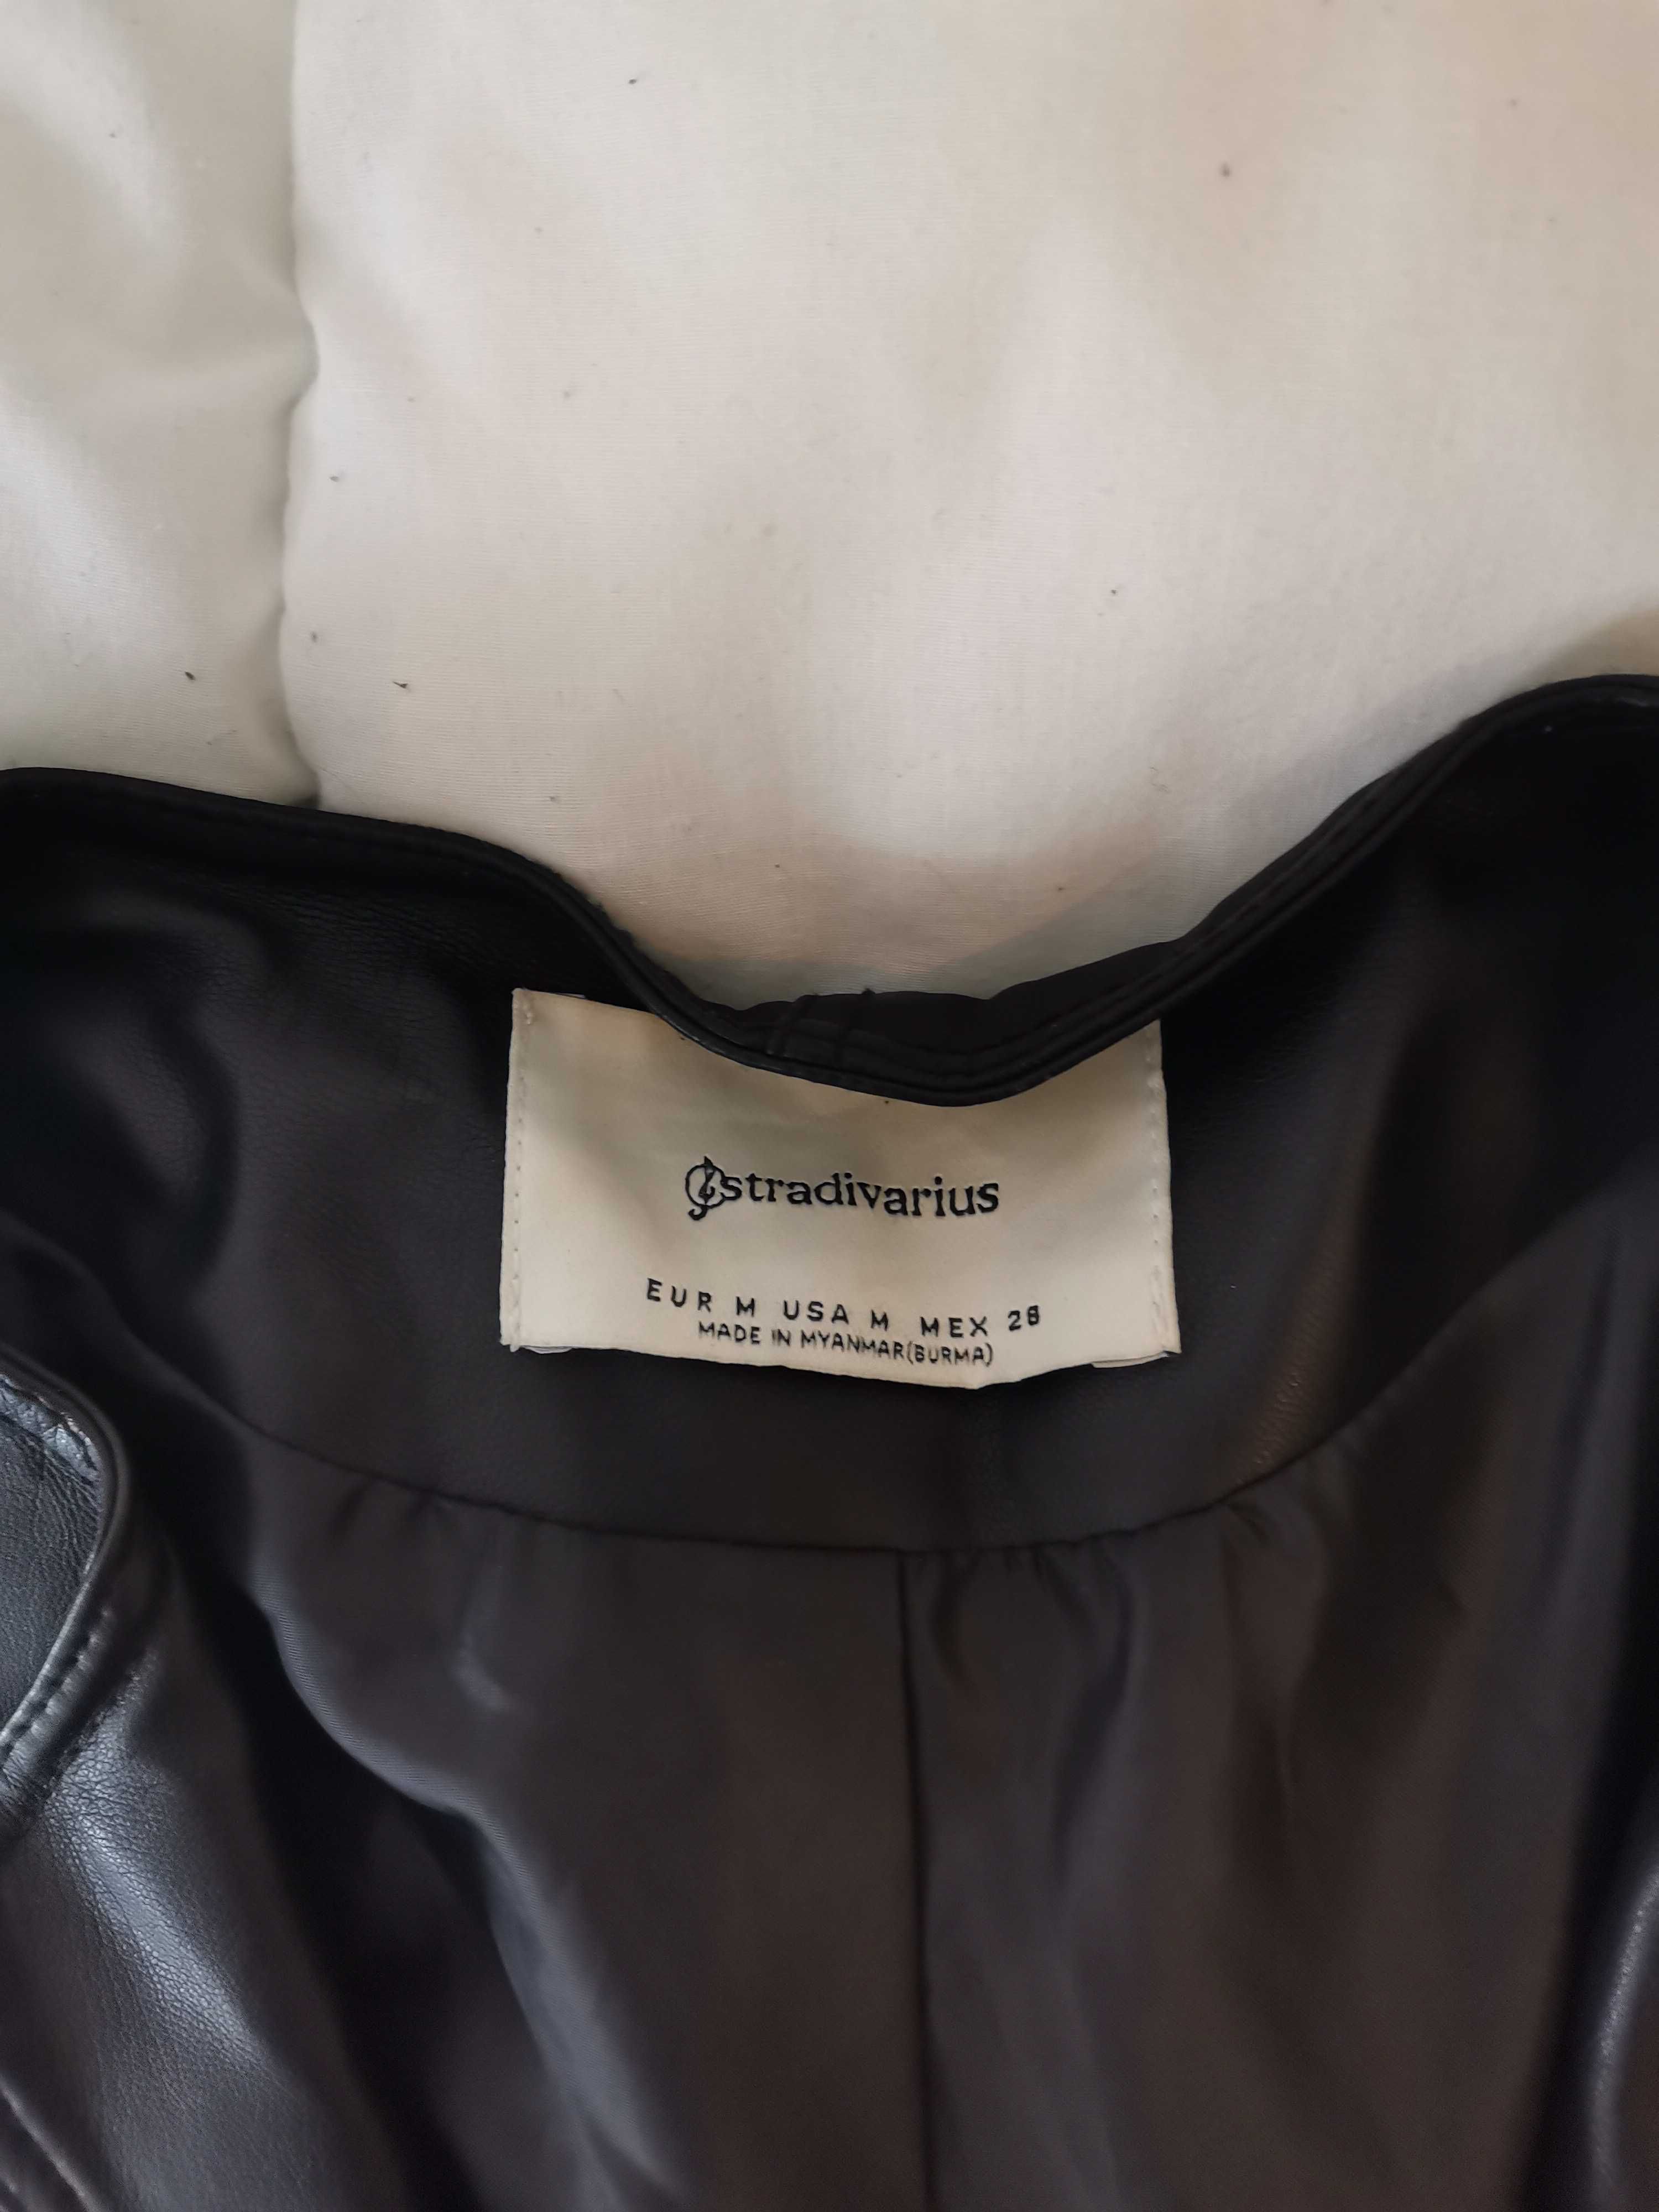 stradivarius
EUR M USA M MEX 28
MADE IN MYANMAR(BURMA)